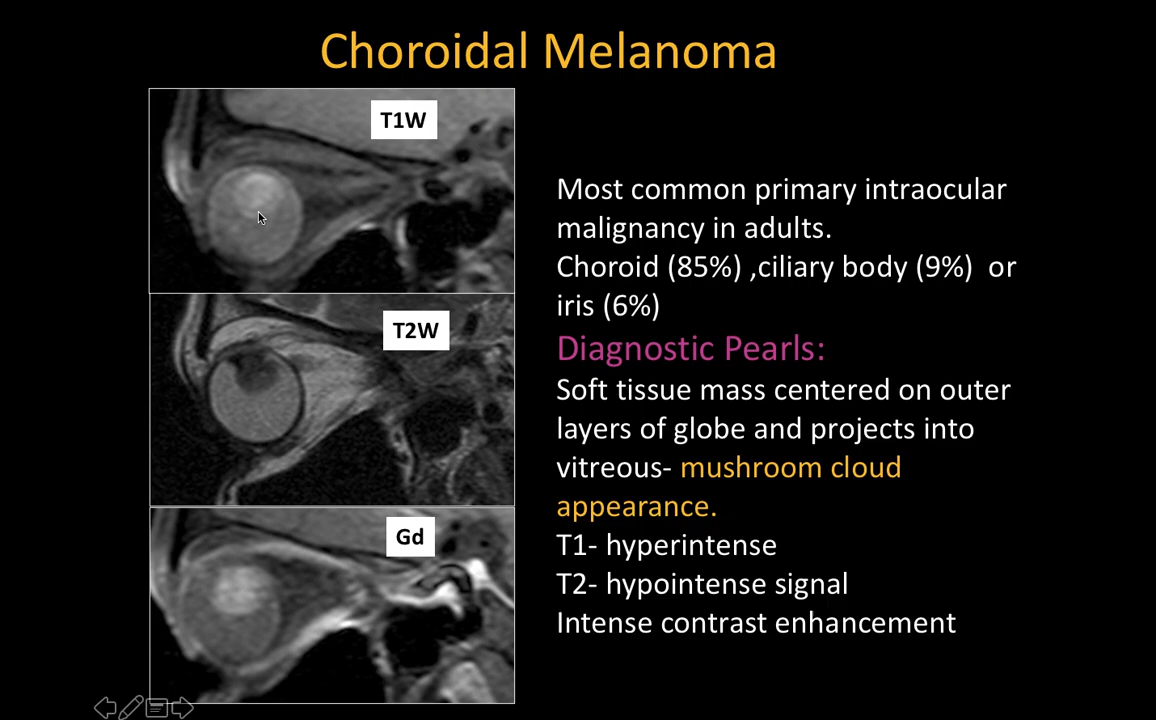 Choroidal Melanoma
T1W
T2W
Gd
Most common primary intraocular
malignancy in adults.
Choroid (85%) ,ciliary body (9%)  or
iris (6%)
Diagnostic Pearls:
Soft tissue mass centered on outer
layers of globe and projects into
vitreous- mushroom cloud
appearance.
T1- hyperintense
T2- hypointense signal
Intense contrast enhancement